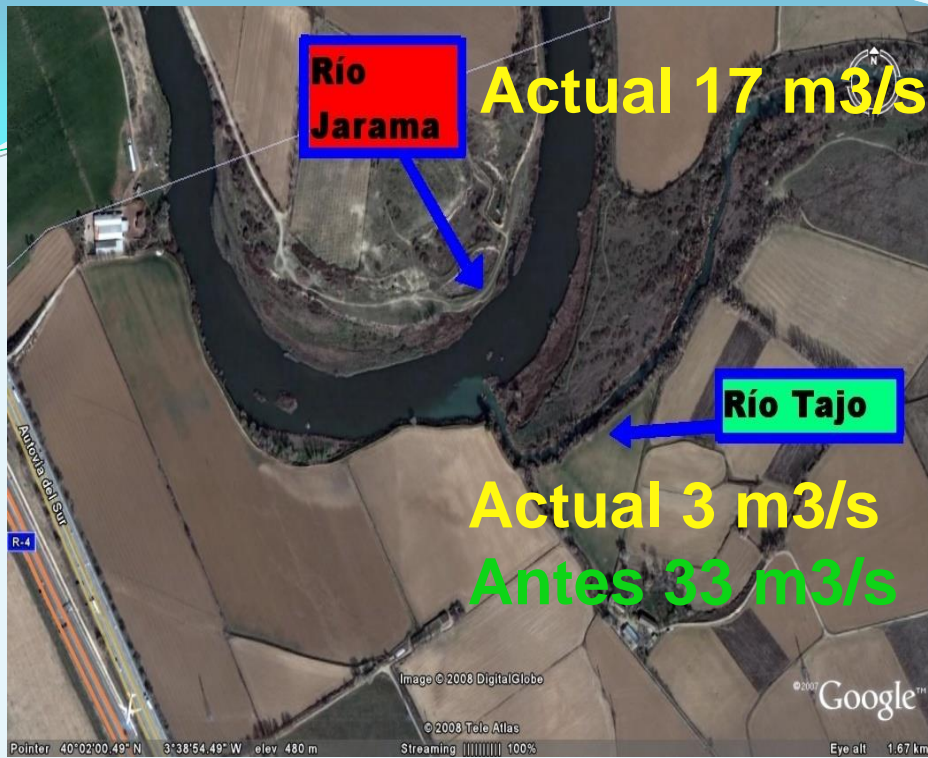 Río
Jarama
Actual 17 m3/s
N
Río Tajo
Actual 3 m3/s
Antes 33 m3/s
Autovía del Sur
R-4
Image © 2008 DigitalGlobe
©2007 Google™
© 2008 Tele Atlas
Pointer 40°02'00.49" N 3°38'54.49" W elev 480 m Streaming |||||||||| 100% Eye alt 1.67 km